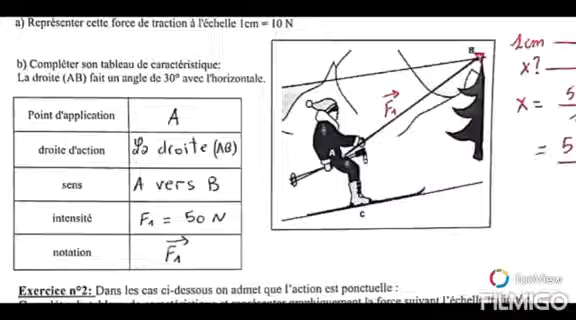 a) Représenter cette force de traction à l'échelle 1cm = 10 N
b) Compléter son tableau de caractéristique:
La droite (AB) fait un angle de 30° avec l'horizontale.
Point d'application A
droite d'action La droite (AB)
sens A vers B
intensité F₁ = 50 N
notation F₁
B
F₁
A
C
1cm
x?
x = 5
= 5
Exercice n°2: Dans les cas ci-dessous on admet que l'action est ponctuelle :
FILMIGO